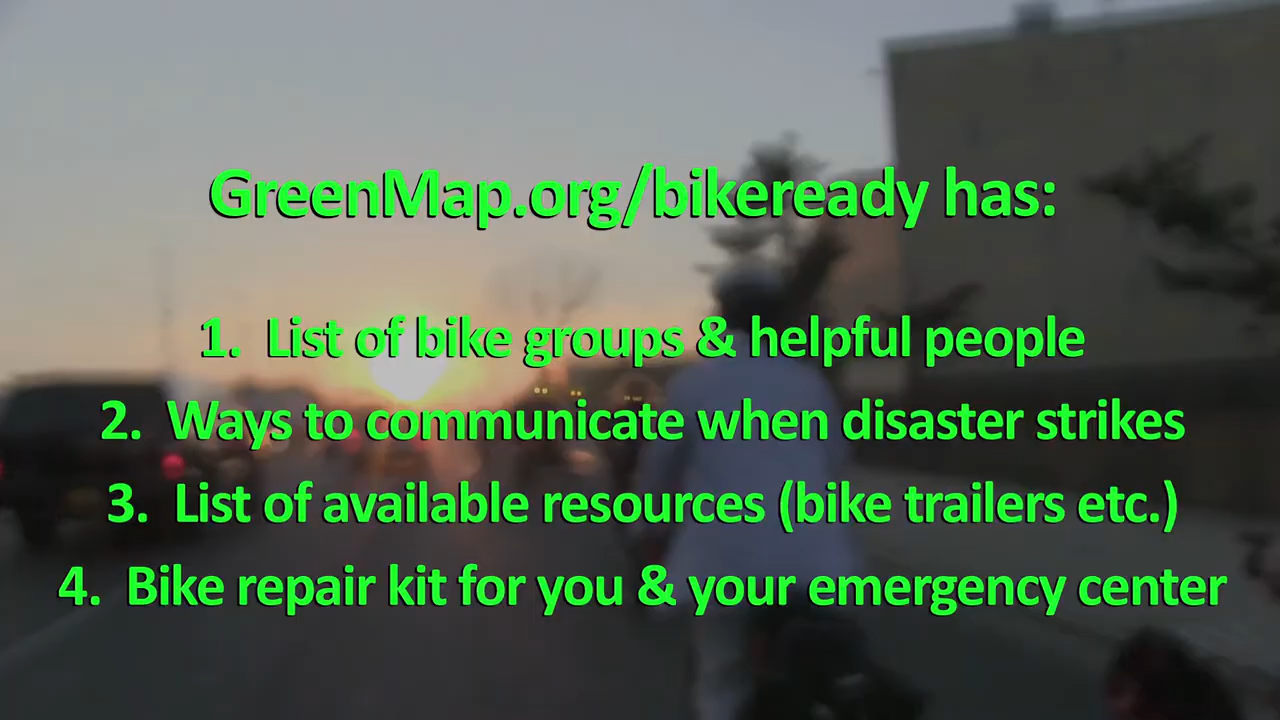 GreenMap.org/bikeready has:
1. List of bike groups & helpful people
2. Ways to communicate when disaster strikes
3. List of available resources (bike trailers etc.)
4. Bike repair kit for you & your emergency center